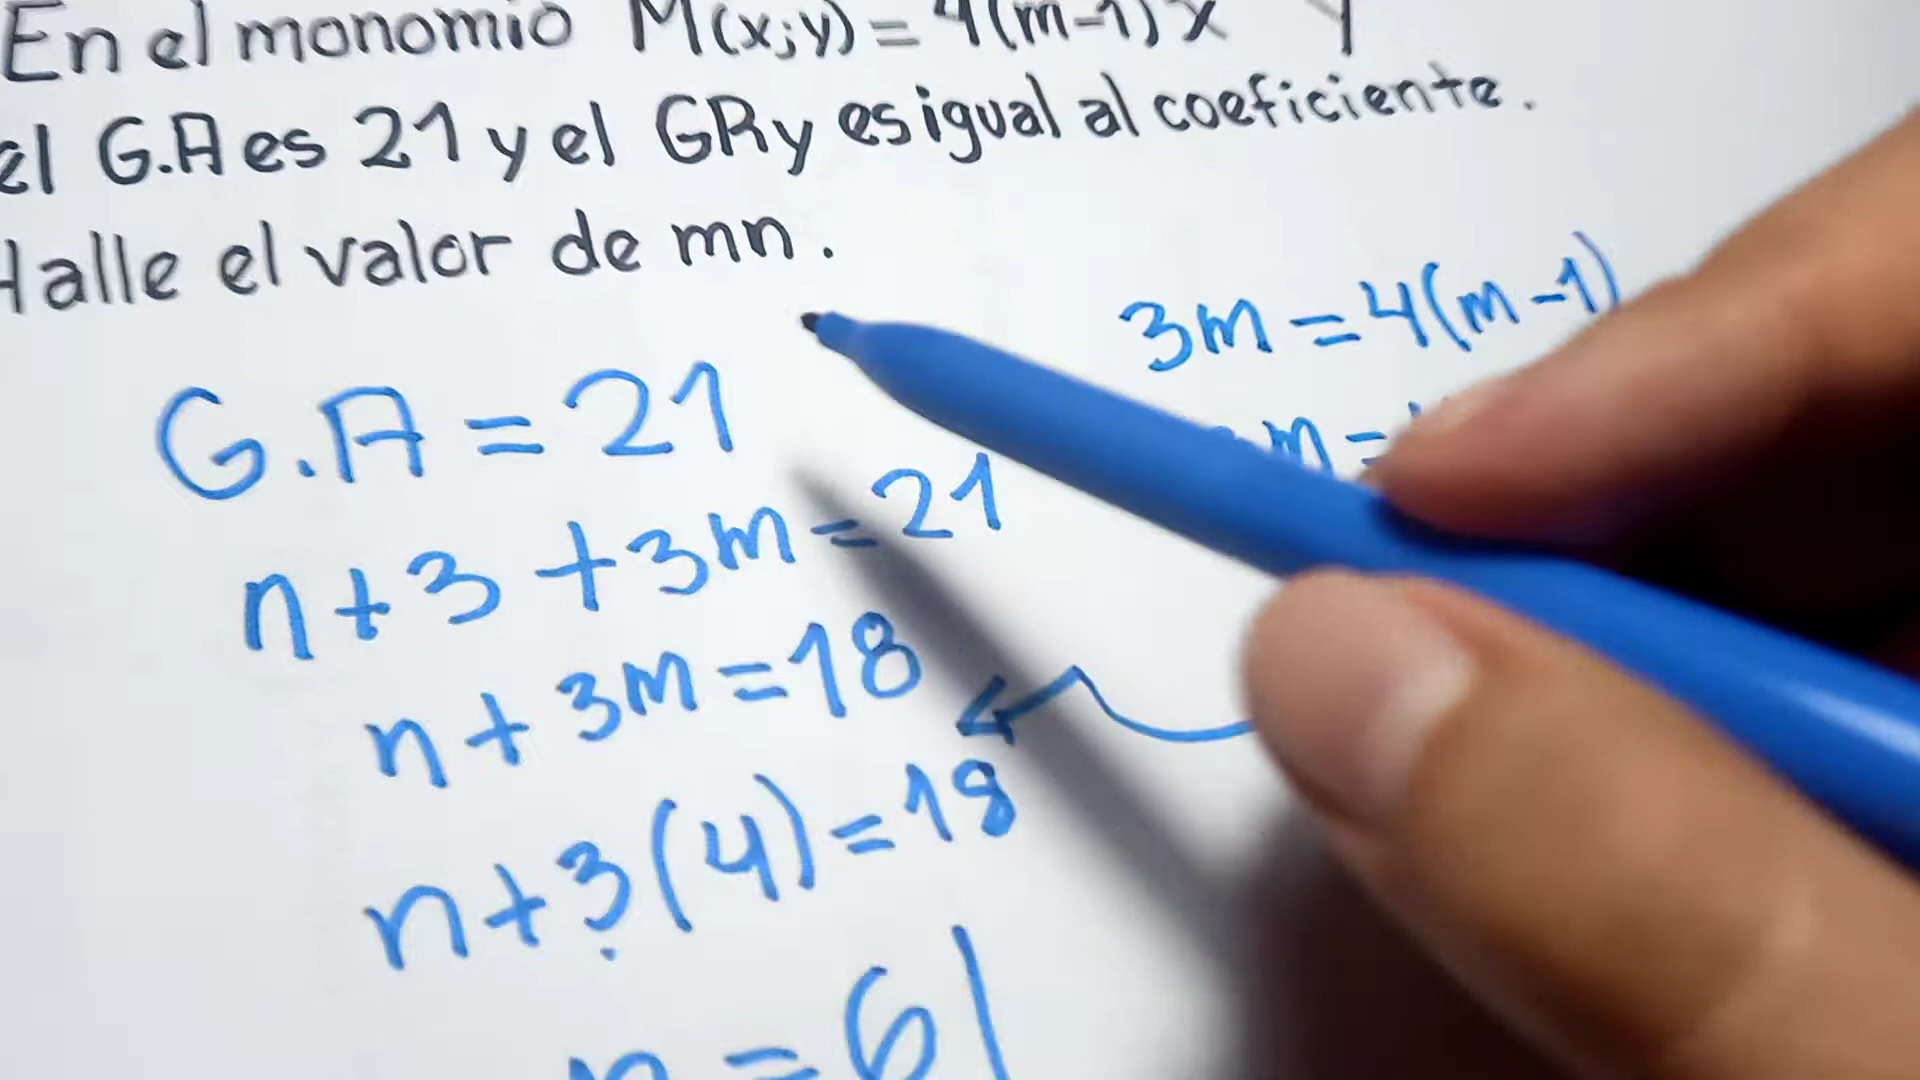 En el monomio M(x;y) = 4(m-1)x y
el G.A es 21 y el GRy es igual al coeficiente.
Halle el valor de mn.
3m = 4(m-1)
G.A = 21
m =
n+3+3m=21
n+3m=18
n+3(4)=18
n = 6